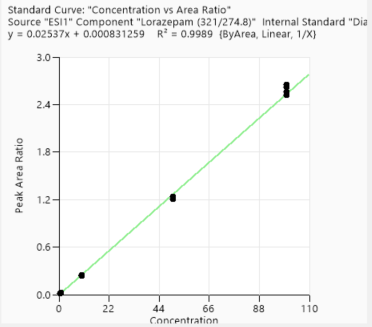 Standard Curve: "Concentration vs Area Ratio"
Source "ESI1" Component "Lorazepam (321/274.8)" Internal Standard "Dia
y = 0.02537x + 0.000831259 R² = 0.9989 (ByArea, Linear, 1/X)
3.0
2.4
1.8
1.2
0.6
0.0
Peak Area Ratio
0 22 44 66 88 110
Concentration